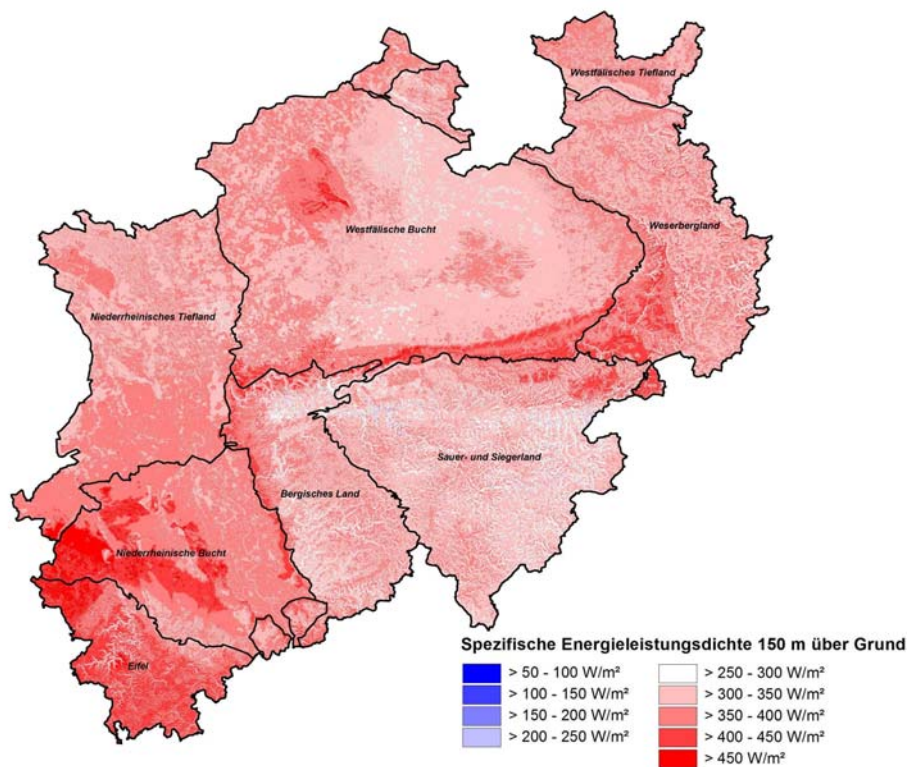 Westfälisches Tiefland
Westfälische Bucht
Weserbergland
Niederrheinisches Tiefland
Sauer- und Siegerland
Bergisches Land
Niederrheinische Bucht
Eifel
Spezifische Energieleistungsdichte 150 m über Grund
> 50 - 100 W/m²
> 100 - 150 W/m²
> 150 - 200 W/m²
> 200 - 250 W/m²
> 250 - 300 W/m²
> 300 - 350 W/m²
> 350 - 400 W/m²
> 400 - 450 W/m²
> 450 W/m²